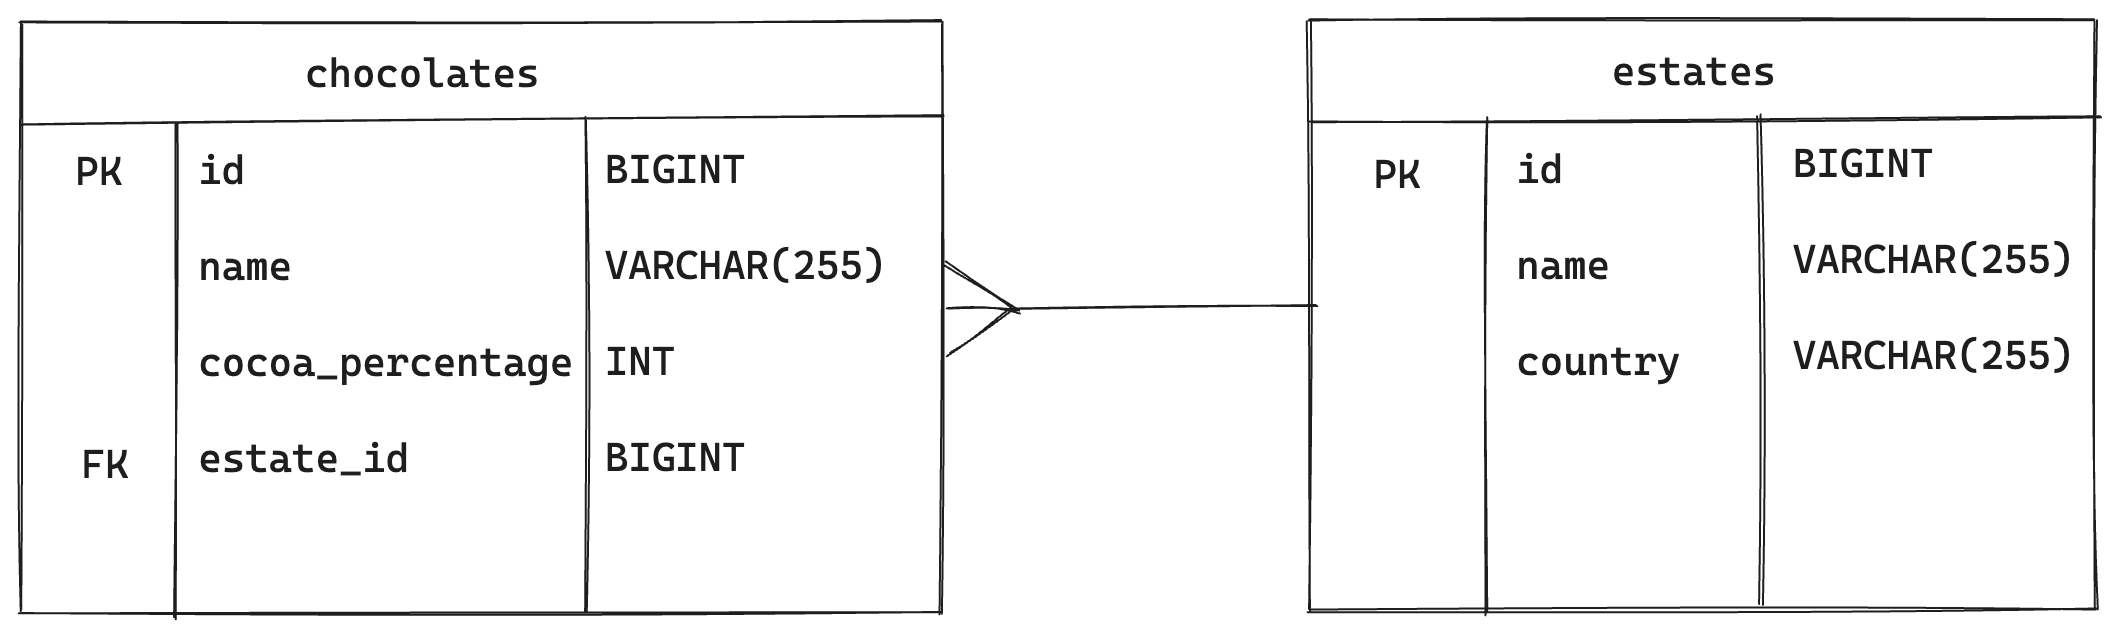 chocolates
PK id BIGINT
name VARCHAR(255)
cocoa_percentage INT
FK estate_id BIGINT
estates
PK id BIGINT
name VARCHAR(255)
country VARCHAR(255)